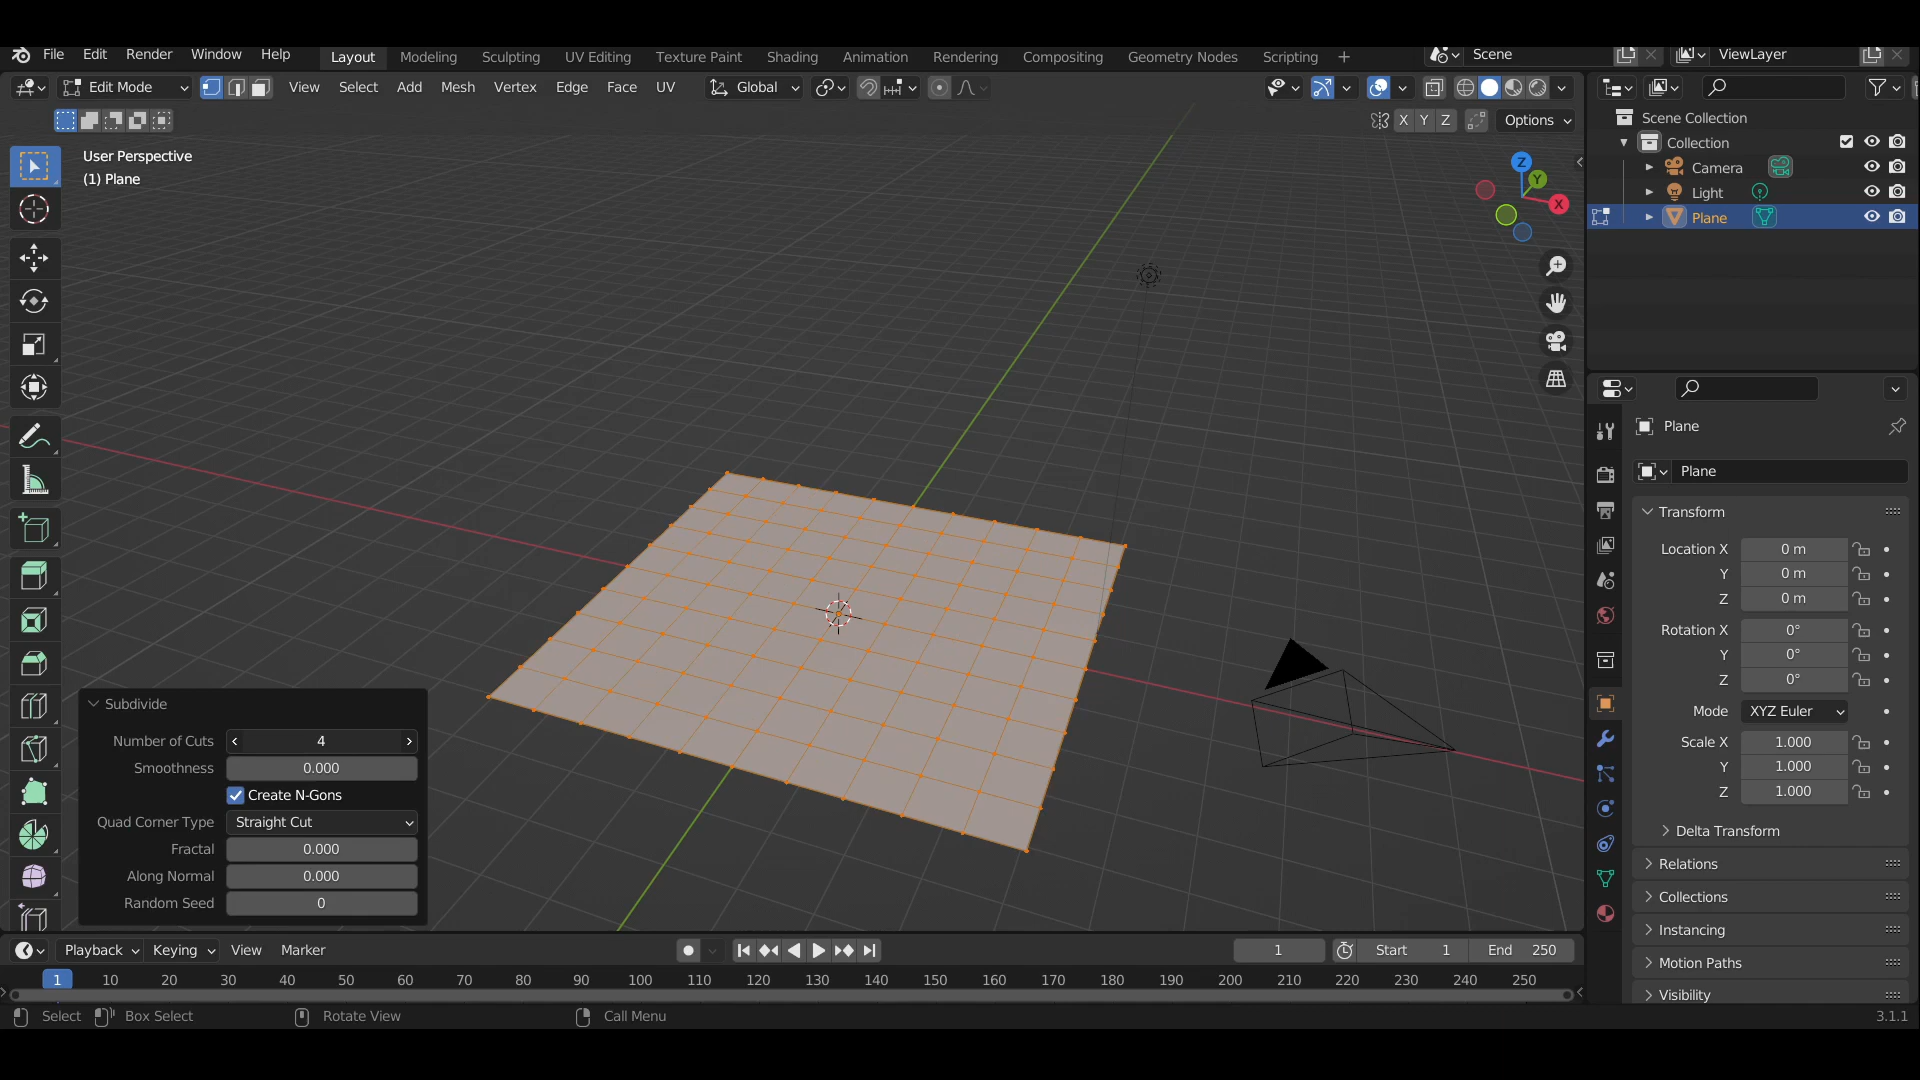 File Edit Render Window Help Layout Modeling Sculpting UV Editing Texture Paint Shading Animation Rendering Compositing Geometry Nodes Scripting + Scene ViewLayer
Edit Mode View Select Add Mesh Vertex Edge Face UV Global
X Y Z Options
User Perspective
(1) Plane
Z
Y
X
Scene Collection
Collection
Camera
Light
Plane
Plane
Plane
Transform
Location X 0 m
Y 0 m
Z 0 m
Rotation X 0°
Y 0°
Z 0°
Mode XYZ Euler
Scale X 1.000
Y 1.000
Z 1.000
Delta Transform
Relations
Collections
Instancing
Motion Paths
Visibility
Subdivide
Number of Cuts 4
Smoothness 0.000
Create N-Gons
Quad Corner Type Straight Cut
Fractal 0.000
Along Normal 0.000
Random Seed 0
Playback Keying View Marker 1 Start 1 End 250
1 10 20 30 40 50 60 70 80 90 100 110 120 130 140 150 160 170 180 190 200 210 220 230 240 250
Select Box Select Rotate View Call Menu 3.1.1